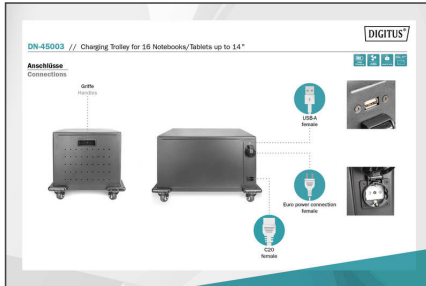 DIGITUS®
DN-45003 // Charging Trolley for 16 Notebooks/Tablets up to 14"
Anschlüsse
Connections
Griffe
Handles
USB-A
female
Euro power connection
female
C20
female